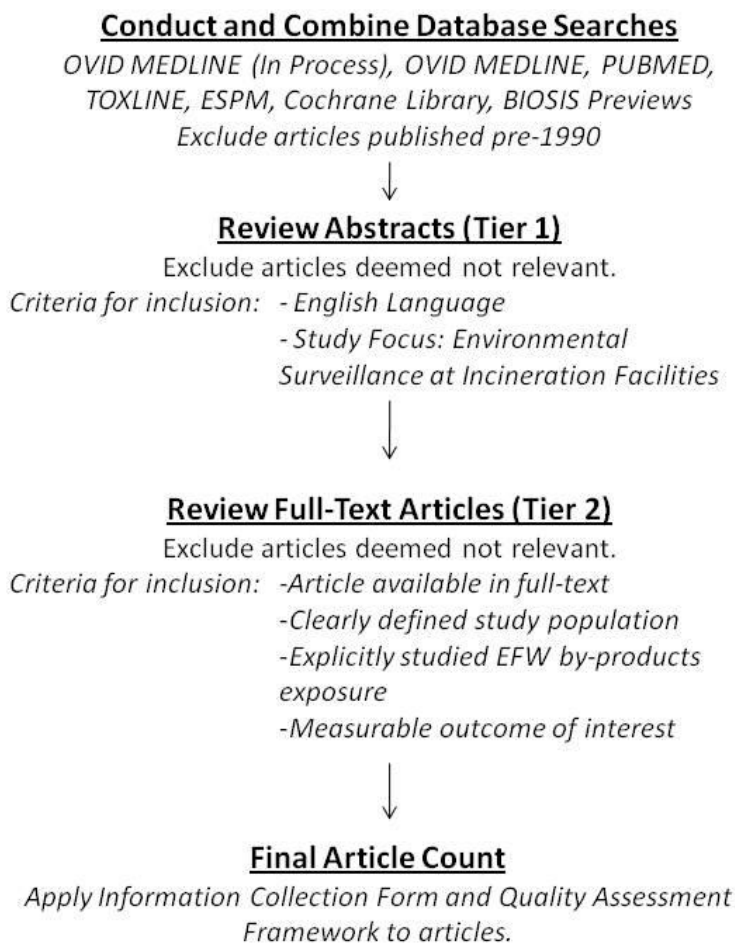 Conduct and Combine Database Searches
OVID MEDLINE (In Process), OVID MEDLINE, PUBMED,
TOXLINE, ESPM, Cochrane Library, BIOSIS Previews
Exclude articles published pre-1990
Review Abstracts (Tier 1)
Exclude articles deemed not relevant.
Criteria for inclusion: - English Language
- Study Focus: Environmental
Surveillance at Incineration Facilities
Review Full-Text Articles (Tier 2)
Exclude articles deemed not relevant.
Criteria for inclusion: -Article available in full-text
-Clearly defined study population
-Explicitly studied EFW by-products
exposure
-Measurable outcome of interest
Final Article Count
Apply Information Collection Form and Quality Assessment
Framework to articles.